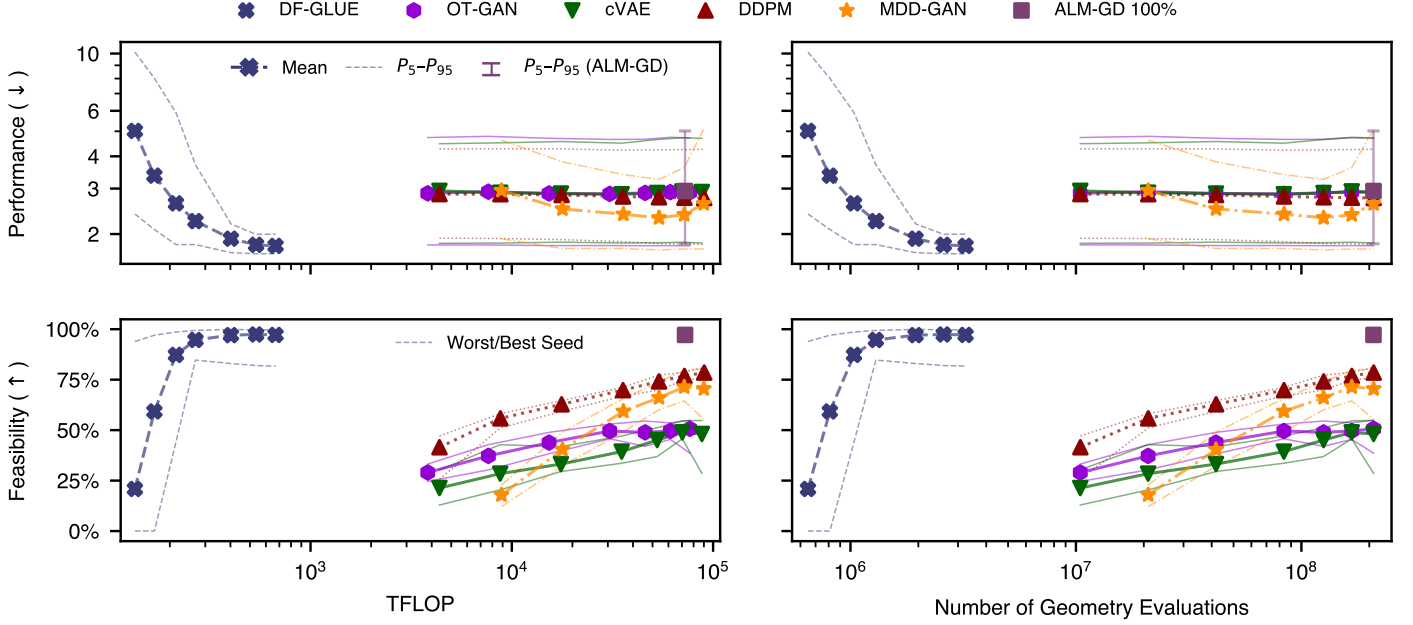 DF-GLUE OT-GAN cVAE DDPM MDD-GAN ALM-GD 100%
Performance (↓)
10
6
4
3
2
Mean P₅–P₉₅ P₅–P₉₅ (ALM-GD)
Feasibility (↑)
100%
75%
50%
25%
0%
Worst/Best Seed
10³ 10⁴ 10⁵
TFLOP
10⁶ 10⁷ 10⁸
Number of Geometry Evaluations